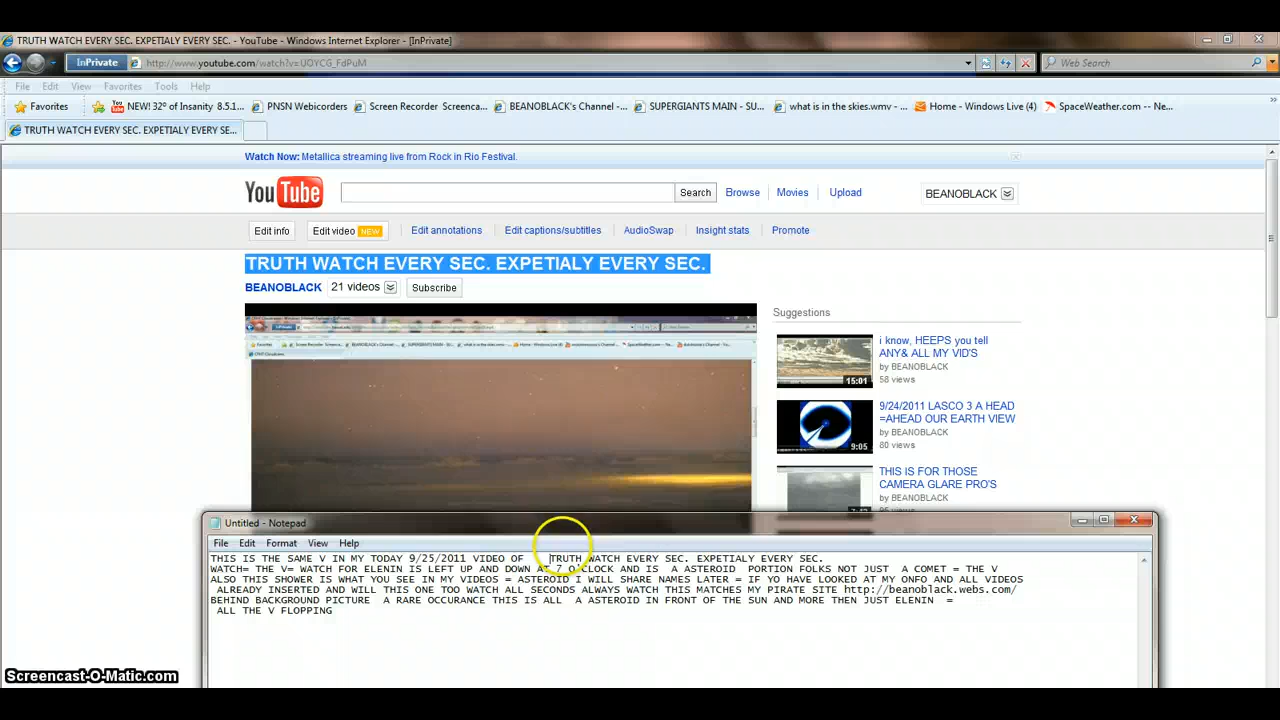 TRUTH WATCH EVERY SEC. EXPETIALY EVERY SEC. - YouTube - Windows Internet Explorer - [InPrivate]
InPrivate http://www.youtube.com/watch?v=UOYCG_FdPuM Web Search
File Edit View Favorites Tools Help
Favorites NEW! 32º of Insanity 8.5.1... PNSN Webicorders Screen Recorder Screenca... BEANOBLACK's Channel -... SUPERGIANTS MAIN - SU... what is in the skies.wmv -... Home - Windows Live (4) SpaceWeather.com -- Ne...
TRUTH WATCH EVERY SEC. EXPETIALY EVERY SE...
Watch Now: Metallica streaming live from Rock in Rio Festival.
YouTube Search Browse Movies Upload BEANOBLACK
Edit info Edit video NEW Edit annotations Edit captions/subtitles AudioSwap Insight stats Promote
TRUTH WATCH EVERY SEC. EXPETIALY EVERY SEC.
BEANOBLACK 21 videos Subscribe
Suggestions
i know, HEEPS you tell
ANY& ALL MY VID'S
by BEANOBLACK
58 views
15:01
9/24/2011 LASCO 3 A HEAD
=AHEAD OUR EARTH VIEW
by BEANOBLACK
80 views
9:05
THIS IS FOR THOSE
CAMERA GLARE PRO'S
by BEANOBLACK
Untitled - Notepad
File Edit Format View Help
THIS IS THE SAME V IN MY TODAY 9/25/2011 VIDEO OF TRUTH WATCH EVERY SEC. EXPETIALY EVERY SEC.
WATCH= THE V= WATCH FOR ELENIN IS LEFT UP AND DOWN AT 7 O'CLOCK AND IS A ASTEROID PORTION FOLKS NOT JUST A COMET = THE V
ALSO THIS SHOWER IS WHAT YOU SEE IN MY VIDEOS = ASTEROID I WILL SHARE NAMES LATER = IF YO HAVE LOOKED AT MY ONFO AND ALL VIDEOS
ALREADY INSERTED AND WILL THIS ONE TOO WATCH ALL SECONDS ALWAYS WATCH THIS MATCHES MY PIRATE SITE http://beanoblack.webs.com/
BEHIND BACKGROUND PICTURE A RARE OCCURANCE THIS IS ALL A ASTEROID IN FRONT OF THE SUN AND MORE THEN JUST ELENIN =
ALL THE V FLOPPING
Screencast-O-Matic.com